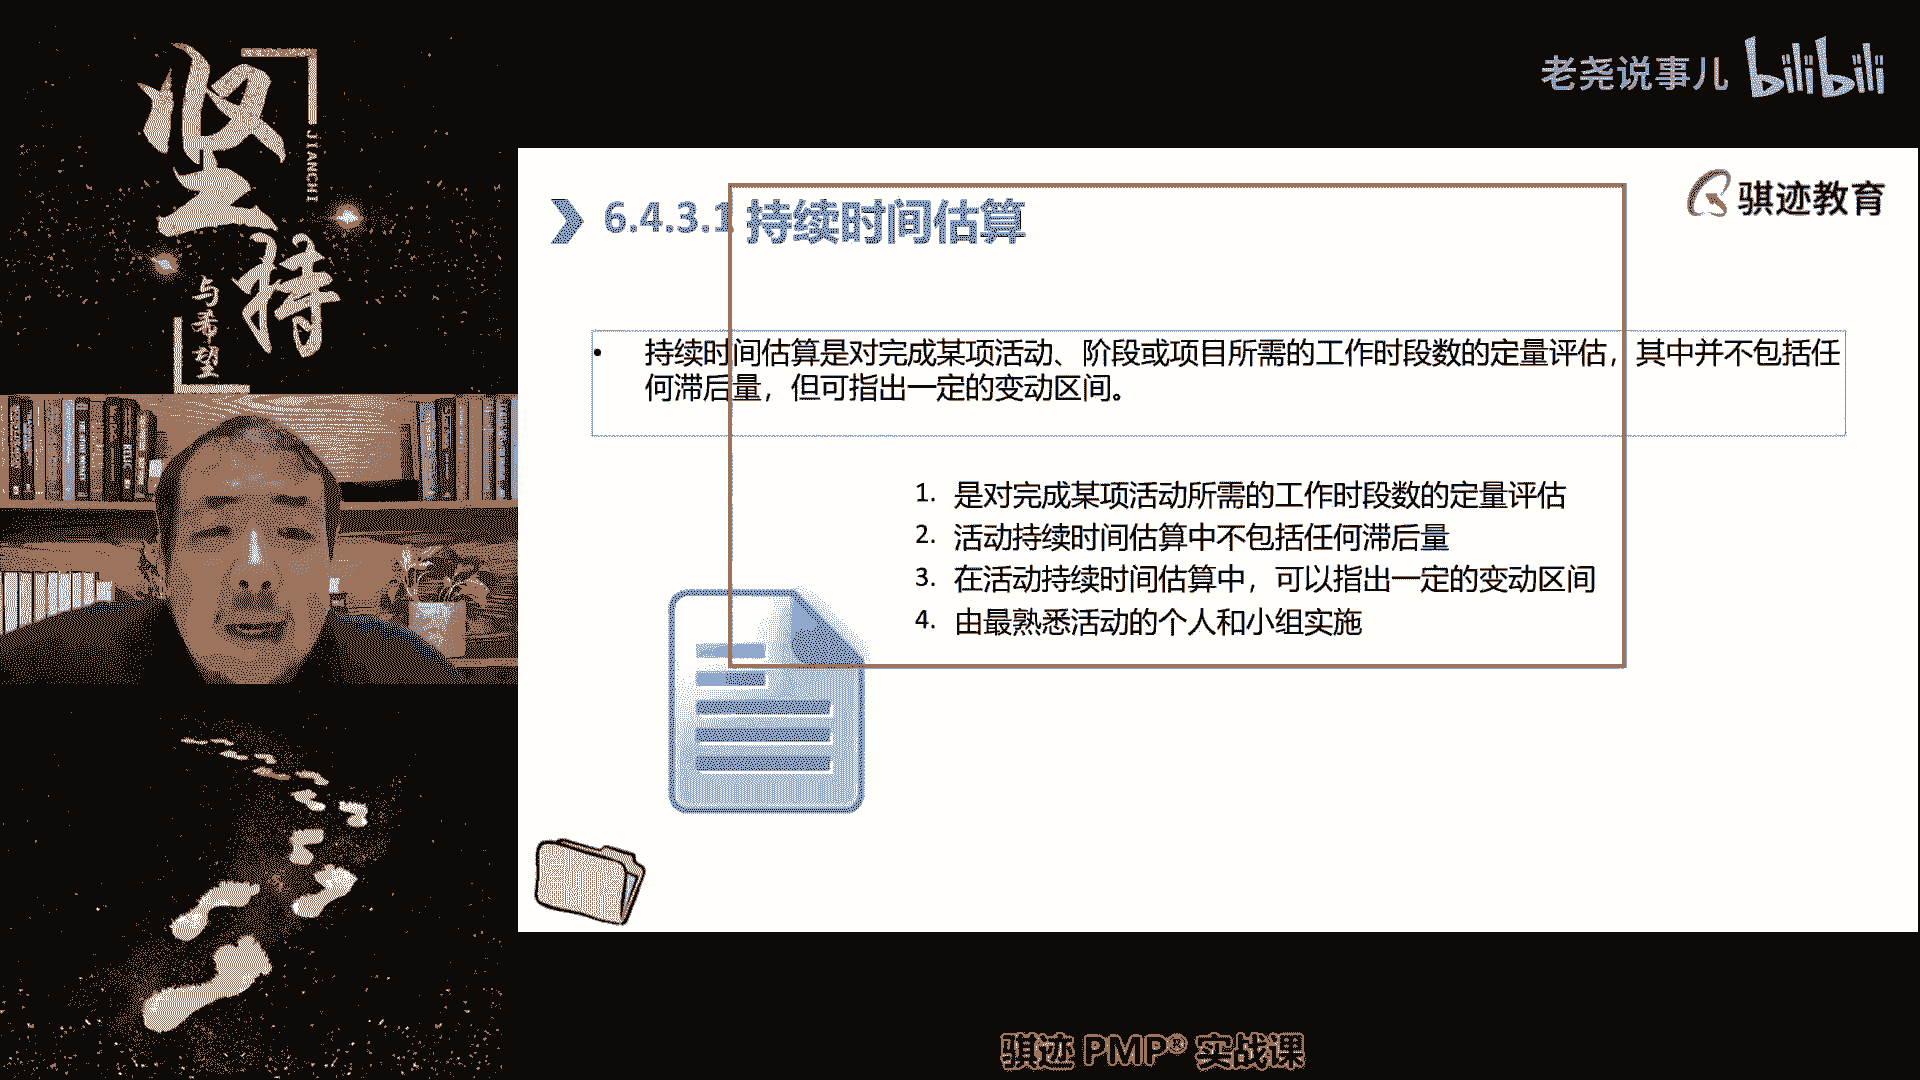 坚持
JIANCHI
与希望
老尧说事儿 bilibili
骐迹教育
6.4.3.1 持续时间估算
• 持续时间估算是对完成某项活动、阶段或项目所需的工作时段数的定量评估，其中并不包括任
何滞后量，但可指出一定的变动区间。
1. 是对完成某项活动所需的工作时段数的定量评估
2. 活动持续时间估算中不包括任何滞后量
3. 在活动持续时间估算中，可以指出一定的变动区间
4. 由最熟悉活动的个人和小组实施
骐迹 PMP® 实战课